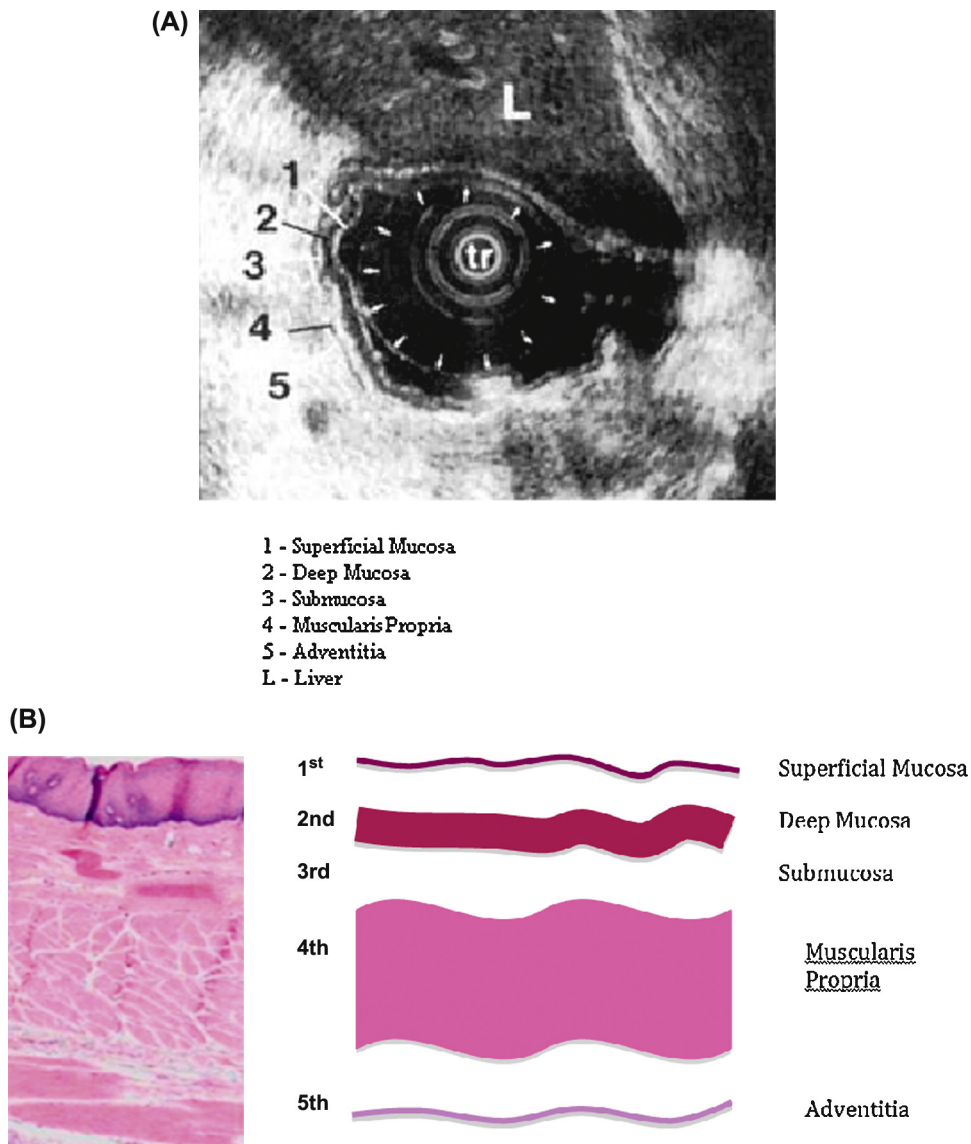 (A)
L
1
2
tr
3
4
5
1 - Superficial Mucosa
2 - Deep Mucosa
3 - Submucosa
4 - Muscularis Propria
5 - Adventitia
L - Liver
(B)
1st Superficial Mucosa
2nd Deep Mucosa
3rd Submucosa
4th Muscularis
Propria
5th Adventitia